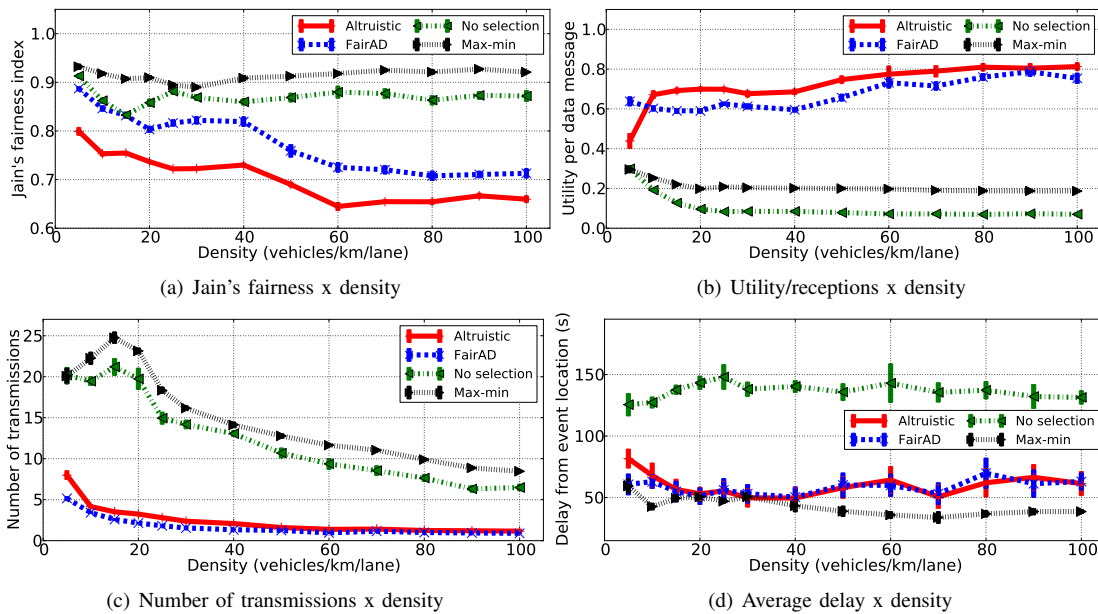 Altruistic
FairAD
No selection
Max-min
1.0
0.9
0.8
0.7
0.6
Jain's fairness index
0 20 40 60 80 100
Density (vehicles/km/lane)
(a) Jain's fairness x density
Altruistic
FairAD
No selection
Max-min
1.0
0.8
0.6
0.4
0.2
0.0
Utility per data message
0 20 40 60 80 100
Density (vehicles/km/lane)
(b) Utility/receptions x density
Altruistic
FairAD
No selection
Max-min
25
20
15
10
5
0
Number of transmissions
20 40 60 80 100
Density (vehicles/km/lane)
(c) Number of transmissions x density
Altruistic
FairAD
No selection
Max-min
150
100
50
Delay from event location (s)
0 20 40 60 80 100
Density (vehicles/km/lane)
(d) Average delay x density